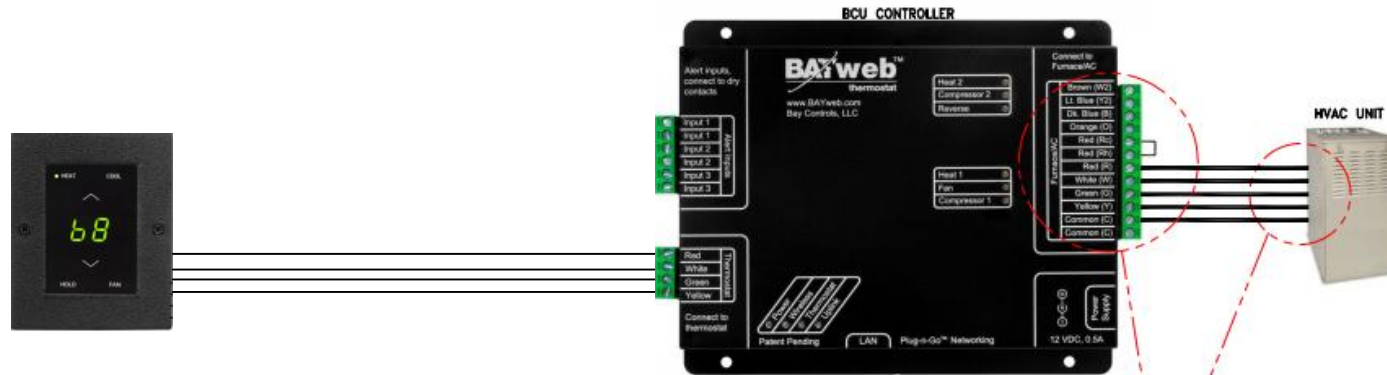 BCU CONTROLLER
HVAC UNIT
HEAT COOL
68
HOLD FAN
Alert inputs,
connect to dry
contacts
Input 1
Input 1
Input 2
Input 2
Input 3
Input 3
Alert Inputs
Red
White
Green
Yellow
Thermostat
Connect to
thermostat
BAYweb™
thermostat
www.BAYweb.com
Bay Controls, LLC
Heat 2
Compressor 2
Reverse
Heat 1
Fan
Compressor 1
Power
Wireless
Thermostat
Uplink
Patent Pending
LAN
Plug-n-Go™ Networking
Connect to
Furnace/AC
Brown (W2)
Lt. Blue (Y2)
Dk. Blue (B)
Orange (O)
Red (Rc)
Red (Rh)
Red (R)
White (W)
Green (G)
Yellow (Y)
Common (C)
Common (C)
Furnace/AC
Power
Supply
12 VDC, 0.5A